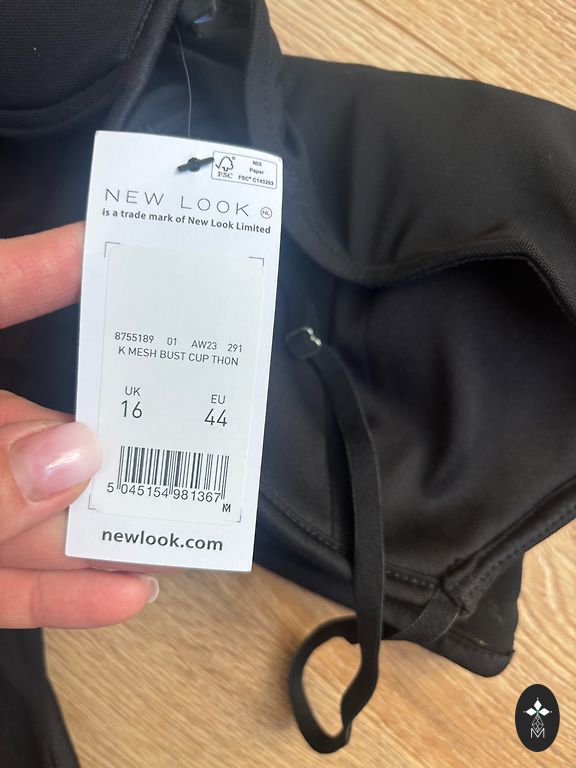 FSC
MIX
Paper
FSC® C143203
NEW LOOK NL
is a trade mark of New Look Limited
8755189 01 AW23 291
K MESH BUST CUP THON
UK
16
EU
44
5 045154 981367
M
newlook.com
M